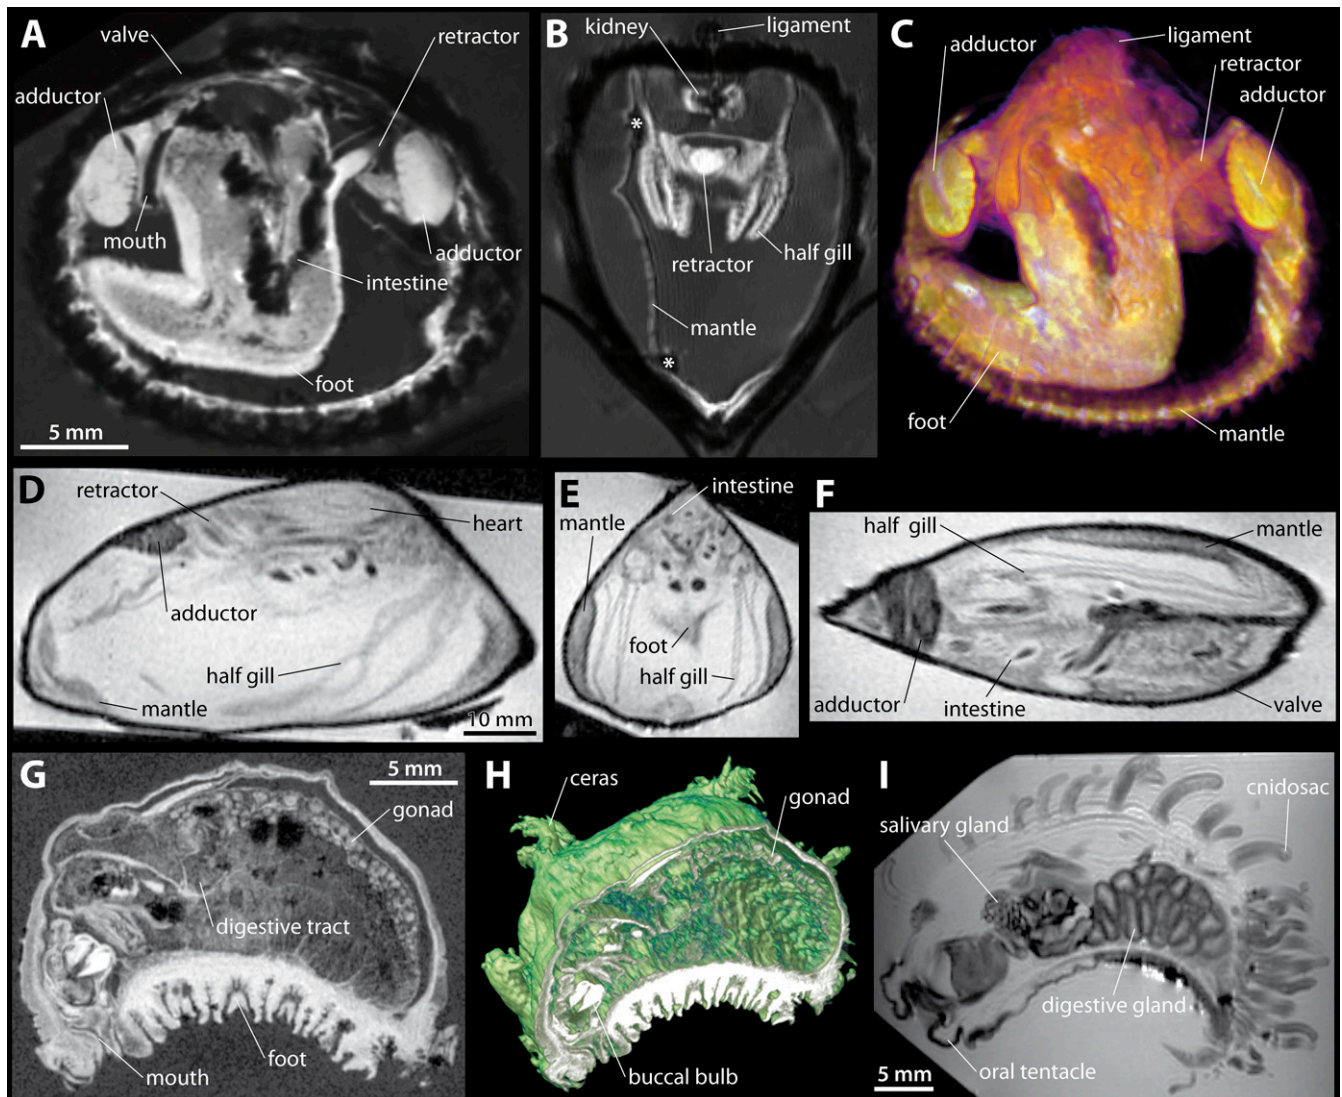 A
valve
retractor
adductor
mouth
adductor
intestine
foot
5 mm
B
kidney
ligament
*
retractor
half gill
mantle
*
C
adductor
ligament
retractor
adductor
foot
mantle
D
retractor
heart
adductor
half gill
mantle
10 mm
E
intestine
mantle
foot
half gill
F
half gill
mantle
adductor
intestine
valve
G
5 mm
gonad
digestive tract
foot
mouth
H
ceras
gonad
buccal bulb
I
cnidosac
salivary gland
digestive gland
oral tentacle
5 mm